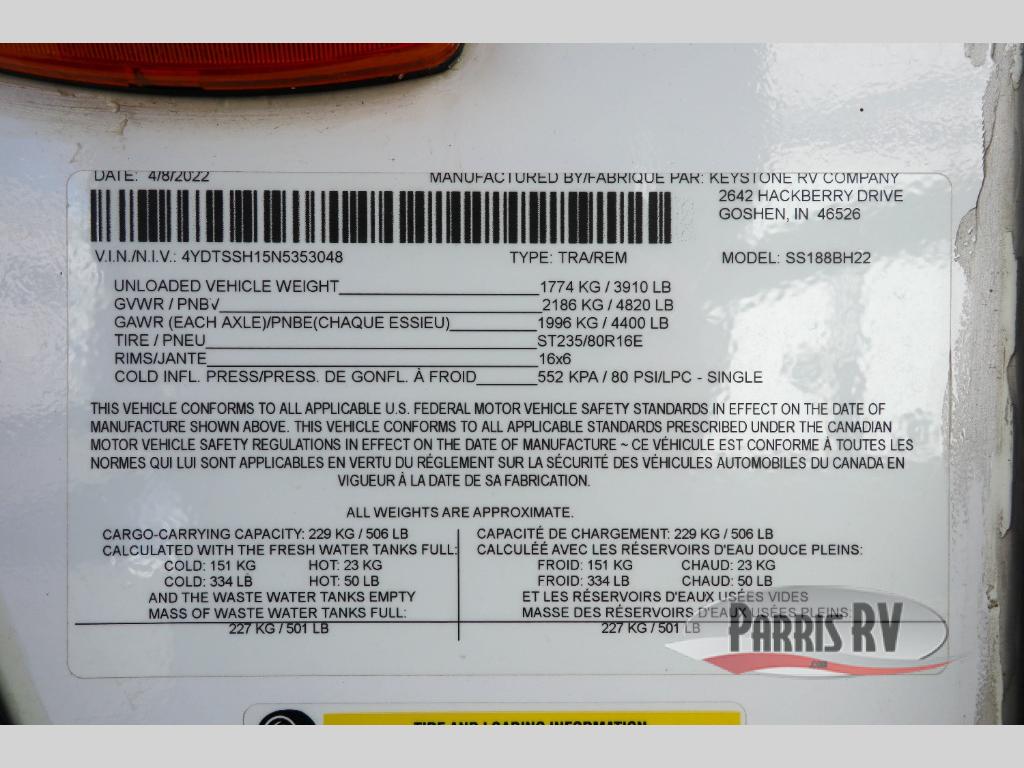 DATE: 4/8/2022 MANUFACTURED BY/FABRIQUE PAR: KEYSTONE RV COMPANY
2642 HACKBERRY DRIVE
GOSHEN, IN 46526
V.I.N./N.I.V.: 4YDTSSH15N5353048 TYPE: TRA/REM MODEL: SS188BH22
UNLOADED VEHICLE WEIGHT 1774 KG / 3910 LB
GVWR / PNBV 2186 KG / 4820 LB
GAWR (EACH AXLE)/PNBE(CHAQUE ESSIEU) 1996 KG / 4400 LB
TIRE / PNEU ST235/80R16E
RIMS/JANTE 16x6
COLD INFL. PRESS/PRESS. DE GONFL. À FROID 552 KPA / 80 PSI/LPC - SINGLE
THIS VEHICLE CONFORMS TO ALL APPLICABLE U.S. FEDERAL MOTOR VEHICLE SAFETY STANDARDS IN EFFECT ON THE DATE OF
MANUFACTURE SHOWN ABOVE. THIS VEHICLE CONFORMS TO ALL APPLICABLE STANDARDS PRESCRIBED UNDER THE CANADIAN
MOTOR VEHICLE SAFETY REGULATIONS IN EFFECT ON THE DATE OF MANUFACTURE ~ CE VÉHICULE EST CONFORME À TOUTES LES
NORMES QUI LUI SONT APPLICABLES EN VERTU DU RÉGLEMENT SUR LA SÉCURITÉ DES VÉHICULES AUTOMOBILES DU CANADA EN
VIGUEUR À LA DATE DE SA FABRICATION.
ALL WEIGHTS ARE APPROXIMATE.
CARGO-CARRYING CAPACITY: 229 KG / 506 LB
CALCULATED WITH THE FRESH WATER TANKS FULL:
COLD: 151 KG HOT: 23 KG
COLD: 334 LB HOT: 50 LB
AND THE WASTE WATER TANKS EMPTY
MASS OF WASTE WATER TANKS FULL:
227 KG / 501 LB
CAPACITÉ DE CHARGEMENT: 229 KG / 506 LB
CALCULÉE AVEC LES RÉSERVOIRS D'EAU DOUCE PLEINS:
FROID: 151 KG CHAUD: 23 KG
FROID: 334 LB CHAUD: 50 LB
ET LES RÉSERVOIRS D'EAUX USÉES VIDES
MASSE DES RÉSERVOIRS D'EAUX USÉES PLEINS:
227 KG / 501 LB
PARRIS RV
.com
TIRE AND LOADING INFORMATION